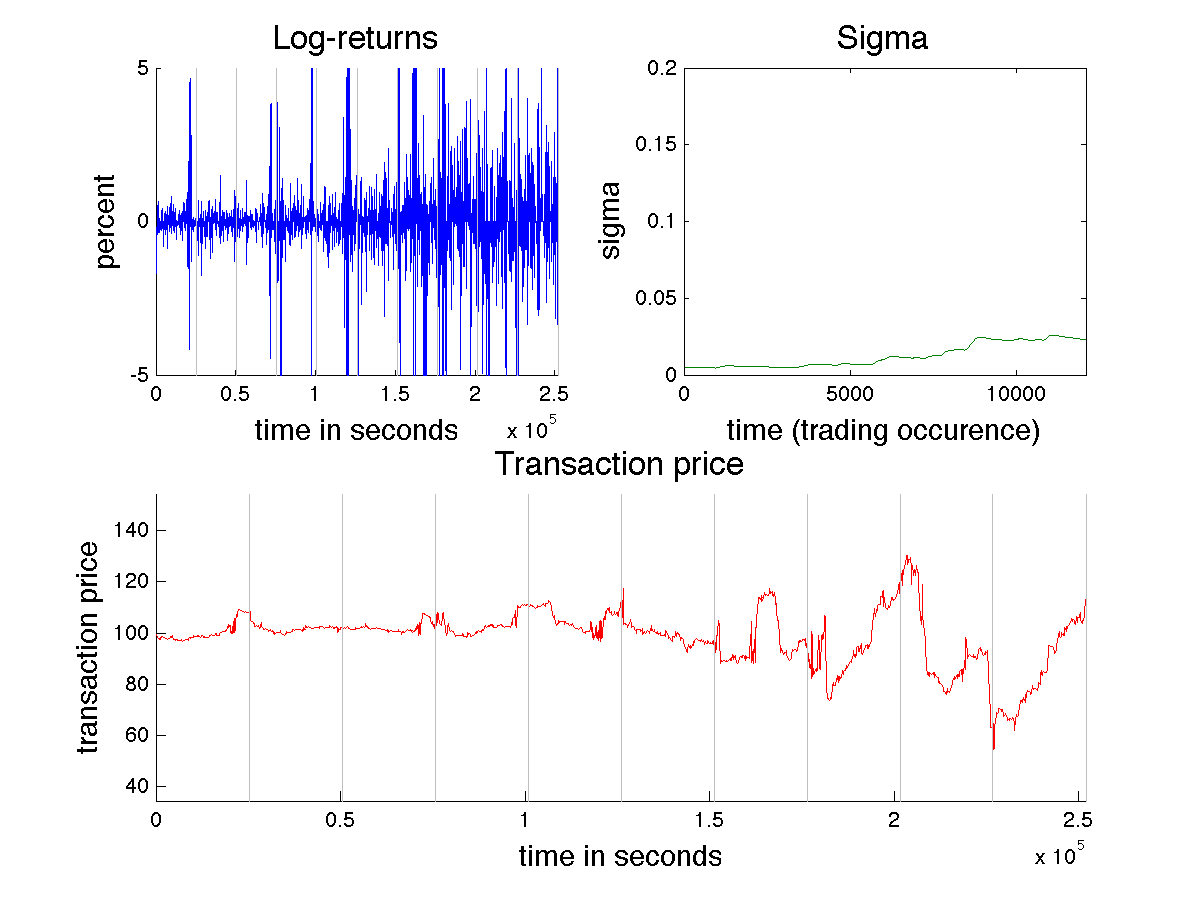 Log-returns
5
0
-5
percent
0
0.5
1
1.5
2
2.5
time in seconds
x 10^5
Sigma
0.2
0.15
0.1
0.05
0
sigma
0
5000
10000
time (trading occurence)
Transaction price
140
120
100
80
60
40
transaction price
0
0.5
1
1.5
2
2.5
time in seconds
x 10^5